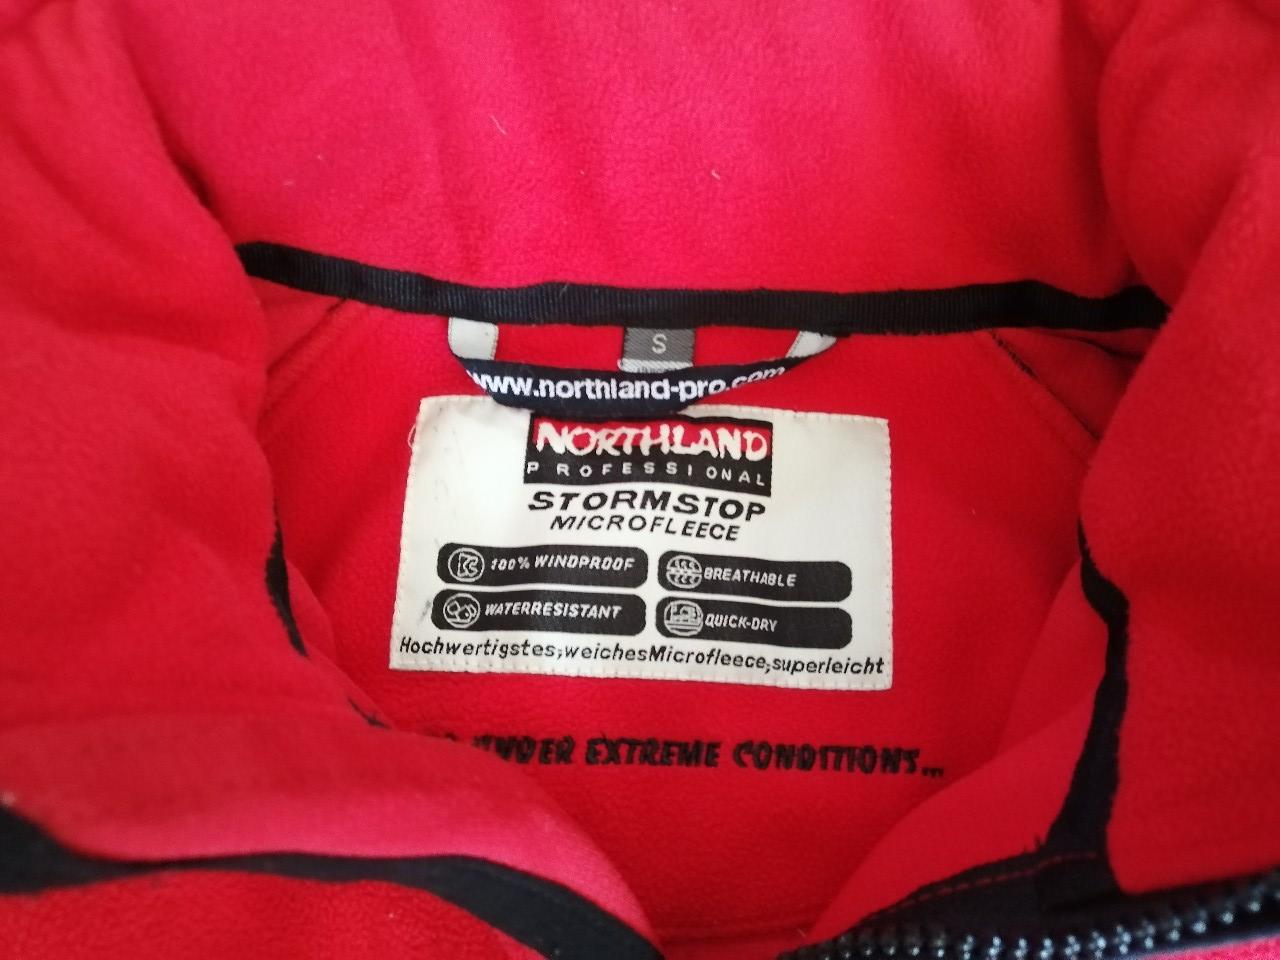 S
www.northland-pro.com
NORTHLAND
PROFESSIONAL
STORMSTOP
MICROFLEECE
100% WINDPROOF
BREATHABLE
WATERRESISTANT
QUICK-DRY
Hochwertigstes,weichesMicrofleece,superleicht
UNDER EXTREME CONDITIONS...